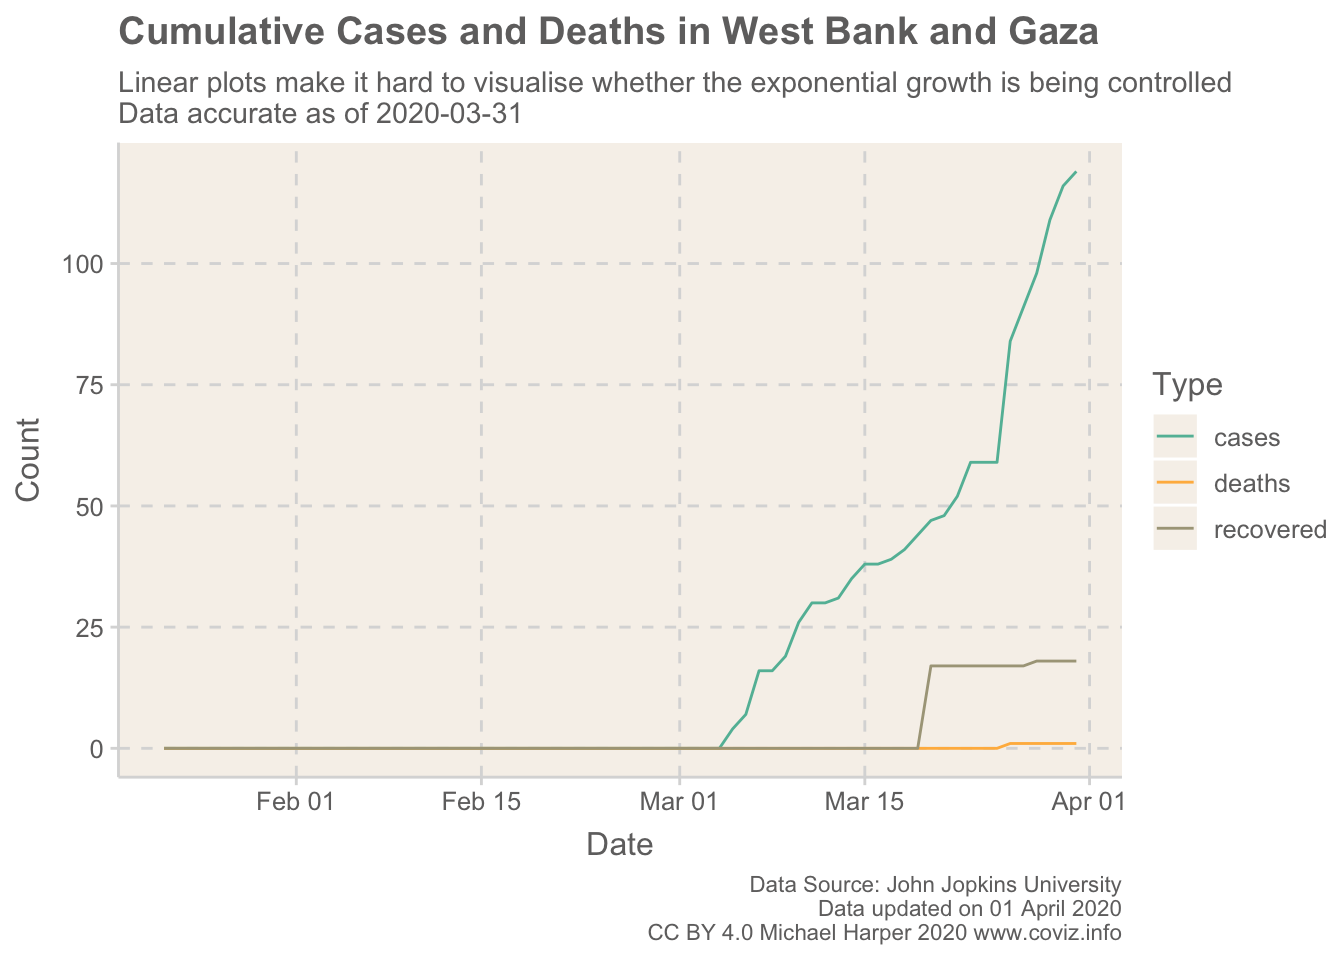 Cumulative Cases and Deaths in West Bank and Gaza
Linear plots make it hard to visualise whether the exponential growth is being controlled
Data accurate as of 2020-03-31
100
75
50
25
0
Count
Feb 01
Feb 15
Mar 01
Mar 15
Apr 01
Date
Type
cases
deaths
recovered
Data Source: John Jopkins University
Data updated on 01 April 2020
CC BY 4.0 Michael Harper 2020 www.coviz.info